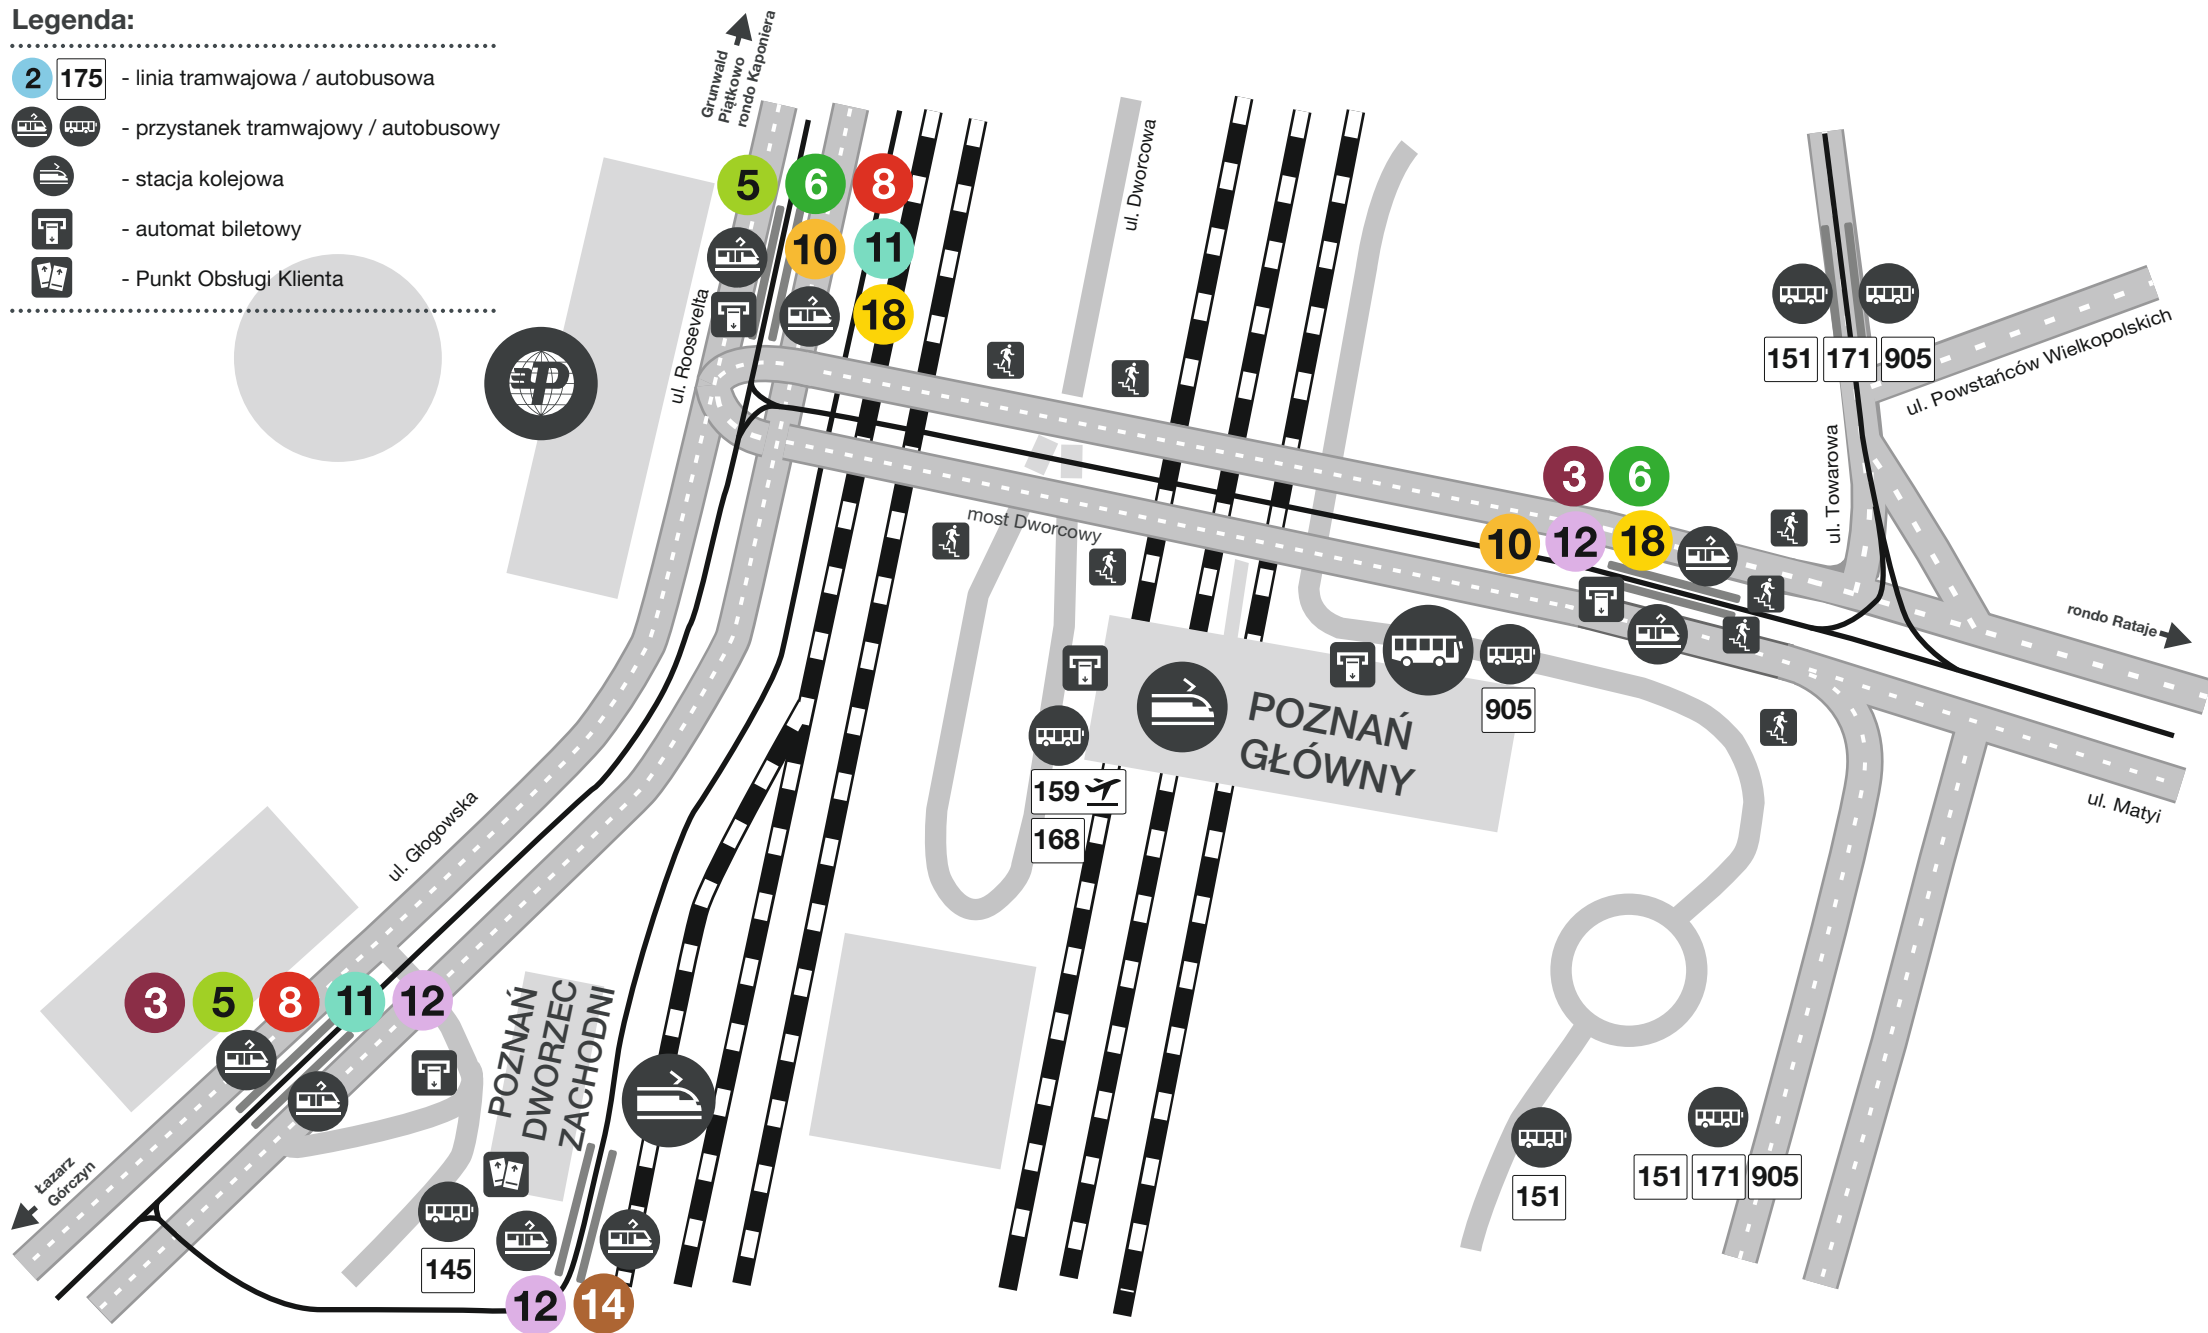 Legenda:
2 175 - linia tramwajowa / autobusowa
- przystanek tramwajowy / autobusowy
- stacja kolejowa
- automat biletowy
- Punkt Obsługi Klienta
Grunwald
Piątkowo
rondo Kaponiera
5 6 8
10 11
18
ul. Roosevelta
ul. Dworcowa
most Dworcowy
151 171 905
ul. Powstańców Wielkopolskich
ul. Towarowa
3 6
10 12 18
rondo Rataje
ul. Matyi
905
POZNAŃ
GŁÓWNY
159
168
ul. Głogowska
3 5 8 11 12
POZNAŃ
DWORZEC
ZACHODNI
Łazarz
Górczyn
145
12 14
151
151 171 905